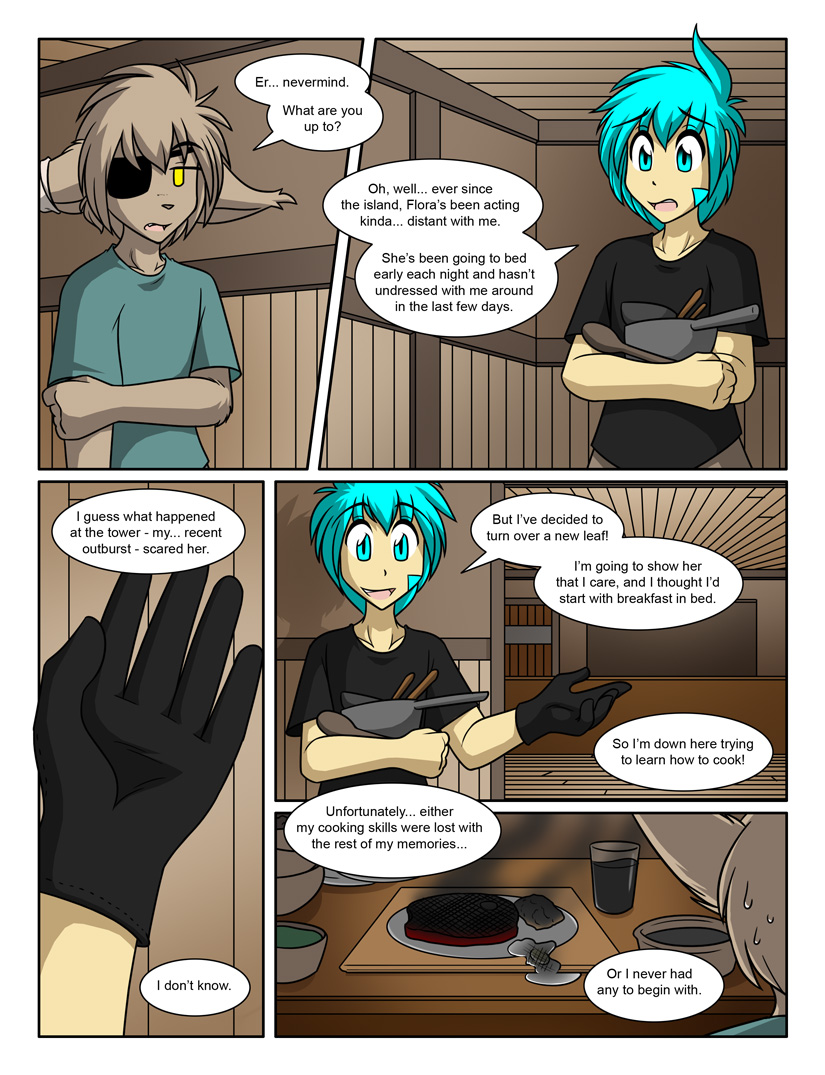 Er... nevermind.
What are you
up to?
Oh, well... ever since
the island, Flora's been acting
kinda... distant with me.
She's been going to bed
early each night and hasn't
undressed with me around
in the last few days.
I guess what happened
at the tower - my... recent
outburst - scared her.
I don't know.
But I've decided to
turn over a new leaf!
I'm going to show her
that I care, and I thought I'd
start with breakfast in bed.
So I'm down here trying
to learn how to cook!
Unfortunately... either
my cooking skills were lost with
the rest of my memories...
Or I never had
any to begin with.